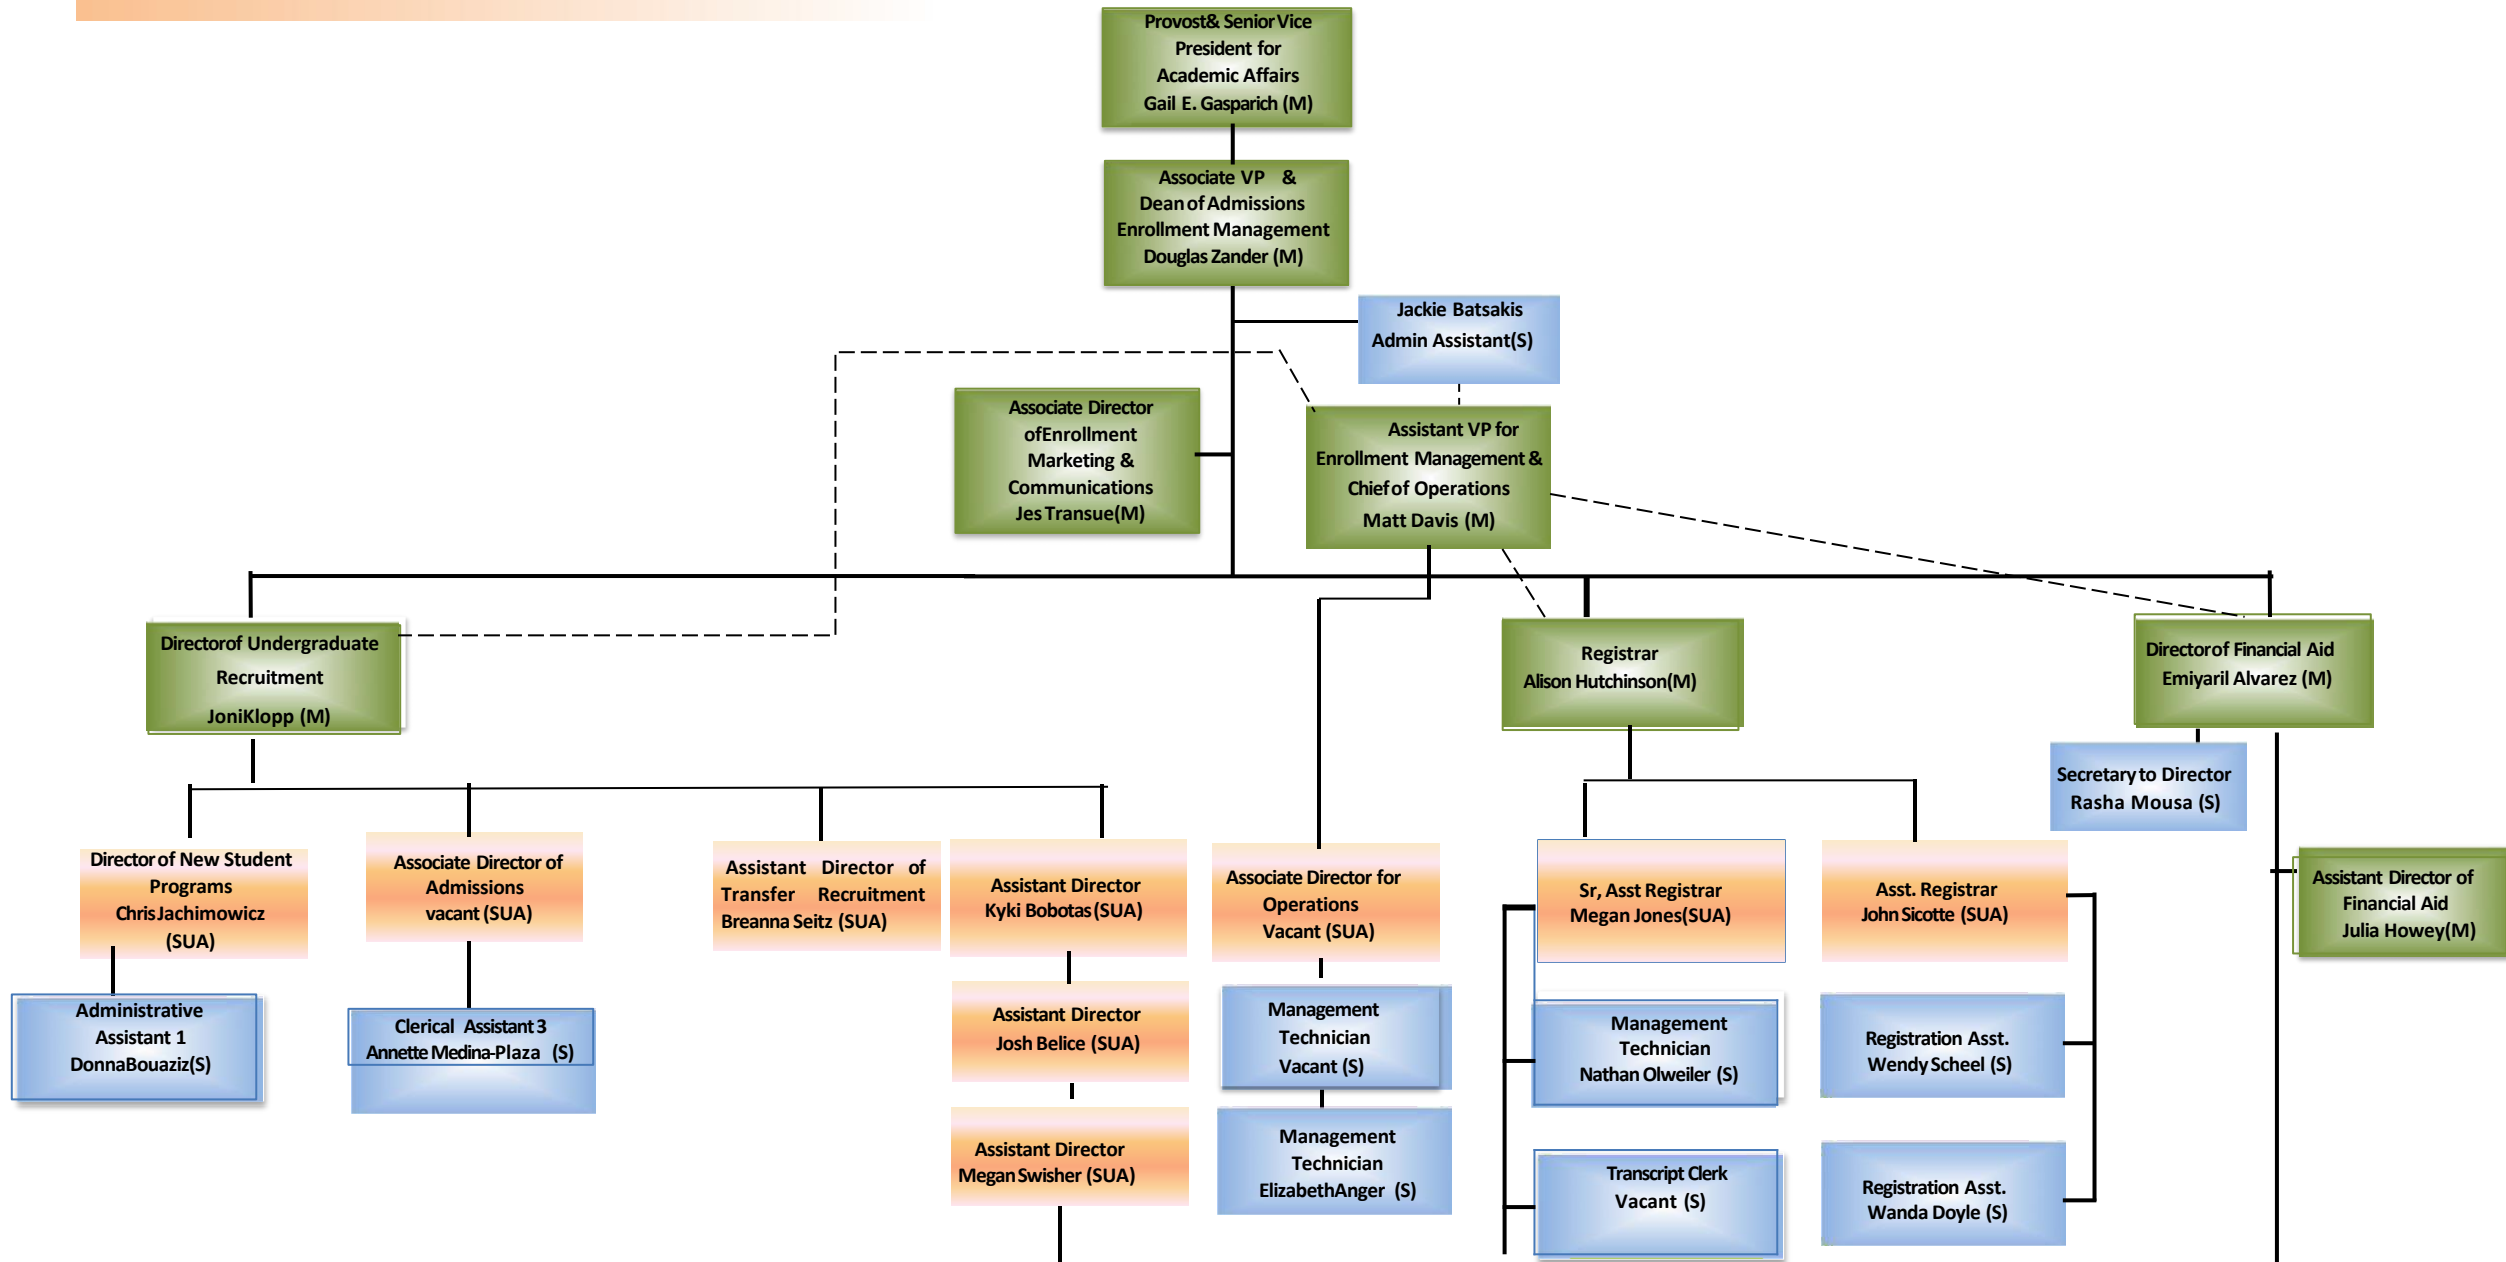 Provost& Senior Vice
President for
Academic Affairs
Gail E. Gasparich (M)
Associate VP &
Dean of Admissions
Enrollment Management
Douglas Zander (M)
Jackie Batsakis
Admin Assistant(S)
Associate Director
ofEnrollment
Marketing &
Communications
Jes Transue(M)
Assistant VP for
Enrollment Management &
Chief of Operations
Matt Davis (M)
Directorof Undergraduate
Recruitment
JoniKlopp (M)
Registrar
Alison Hutchinson(M)
Directorof Financial Aid
Emiyaril Alvarez (M)
Secretary to Director
Rasha Mousa (S)
Director of New Student
Programs
Chris Jachimowicz
(SUA)
Associate Director of
Admissions
vacant (SUA)
Assistant Director of
Transfer Recruitment
Breanna Seitz (SUA)
Assistant Director
Kyki Bobotas (SUA)
Associate Director for
Operations
Vacant (SUA)
Sr, Asst Registrar
Megan Jones(SUA)
Asst. Registrar
John Sicotte (SUA)
Assistant Director of
Financial Aid
Julia Howey(M)
Administrative
Assistant 1
DonnaBouaziz(S)
Clerical Assistant 3
Annette Medina-Plaza (S)
Assistant Director
Josh Belice (SUA)
Management
Technician
Vacant (S)
Management
Technician
Nathan Olweiler (S)
Registration Asst.
Wendy Scheel (S)
Assistant Director
Megan Swisher (SUA)
Management
Technician
ElizabethAnger (S)
Transcript Clerk
Vacant (S)
Registration Asst.
Wanda Doyle (S)